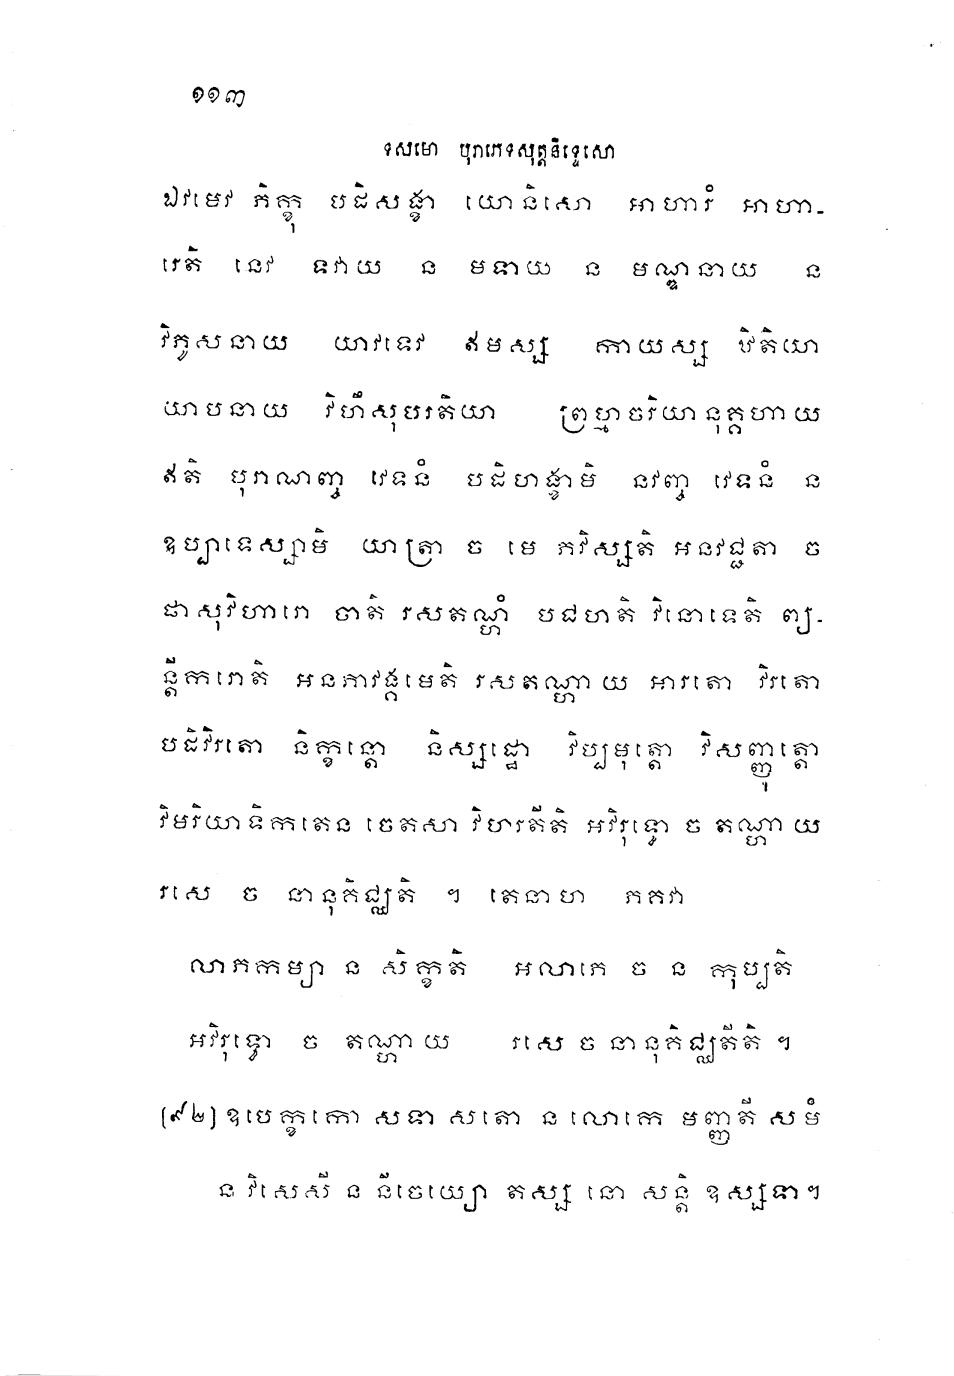 ១១៣
ទសមោ បុរាភេទសុត្តនិទ្ទេសោ
ឯវមេវ ភិក្ខុ បដិសង្ខា យោនិសោ អាហារំ អាហា-
រេតិ នេវ ទវាយ ន មទាយ ន មណ្ឌនាយ ន
វិភូសនាយ យាវទេវ ឥមស្ស កាយស្ស ឋិតិយា
យាបនាយ វិហឹសុបរតិយា ព្រហ្មចរិយានុគ្គហាយ
ឥតិ បុរាណញ្ច វេទនំ បដិហង្ខាមិ នវញ្ច វេទនំ ន
ឧប្បាទេស្សាមិ យាត្រា ច មេ ភវិស្សតិ អនវជ្ជតា ច
ផាសុវិហារោ ចាតិ រសតណ្ហំ បជហតិ វិនោទេតិ ព្យ-
ន្តីករោតិ អនភាវង្គមេតិ រសតណ្ហាយ អារតោ វិរតោ
បដិវិរតោ និក្ខន្តោ និស្សដ្ឋោ វិប្បមុត្តោ វិសញ្ញុត្តោ
វិមរិយាទិកតេន ចេតសា វិហរតីតិ អវិរុទ្ធោ ច តណ្ហាយ
រសេ ច នានុគិជ្ឈតិ ។ តេនាហ ភគវា
លាភកម្យា ន សិក្ខតិ អលាភេ ច ន កុប្បតិ
អវិរុទ្ធោ ច តណ្ហាយ រសេ ច នានុគិជ្ឈតីតិ ។
(៩២) ឧបេក្ខកោ សទា សតោ ន លោកេ មញ្ញតី សមំ
ន វិសេសី ន នីចេយ្យោ តស្ស នោ សន្តិ ឧស្សទា។